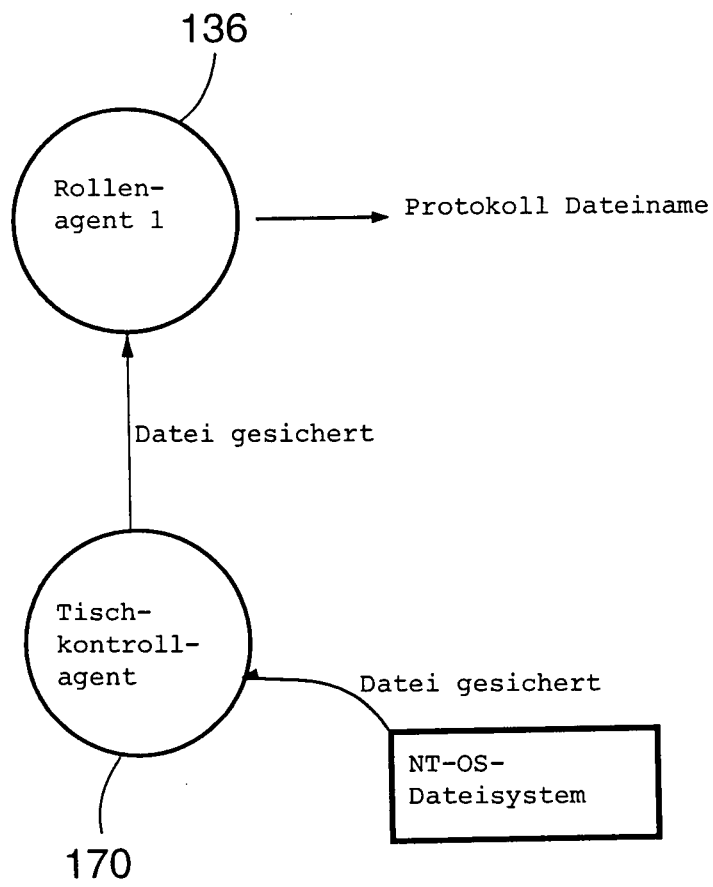 136
Rollen-
agent 1
Protokoll Dateiname
Datei gesichert
Tisch-
kontroll-
agent
Datei gesichert
NT-OS-
Dateisystem
170